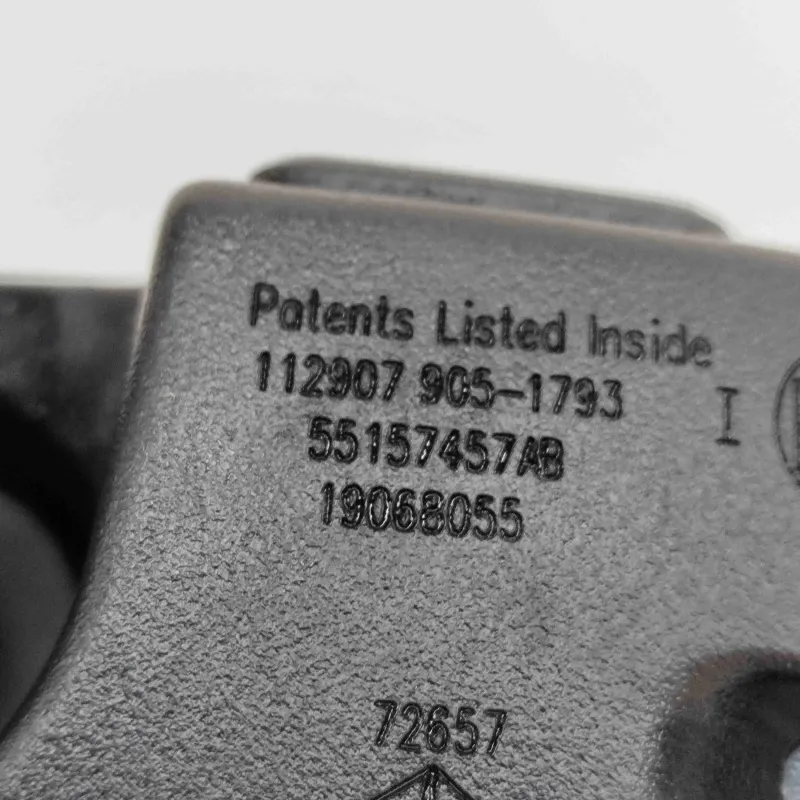 Patents Listed Inside
112907 905-1793
I
55157457AB
19068055
72657